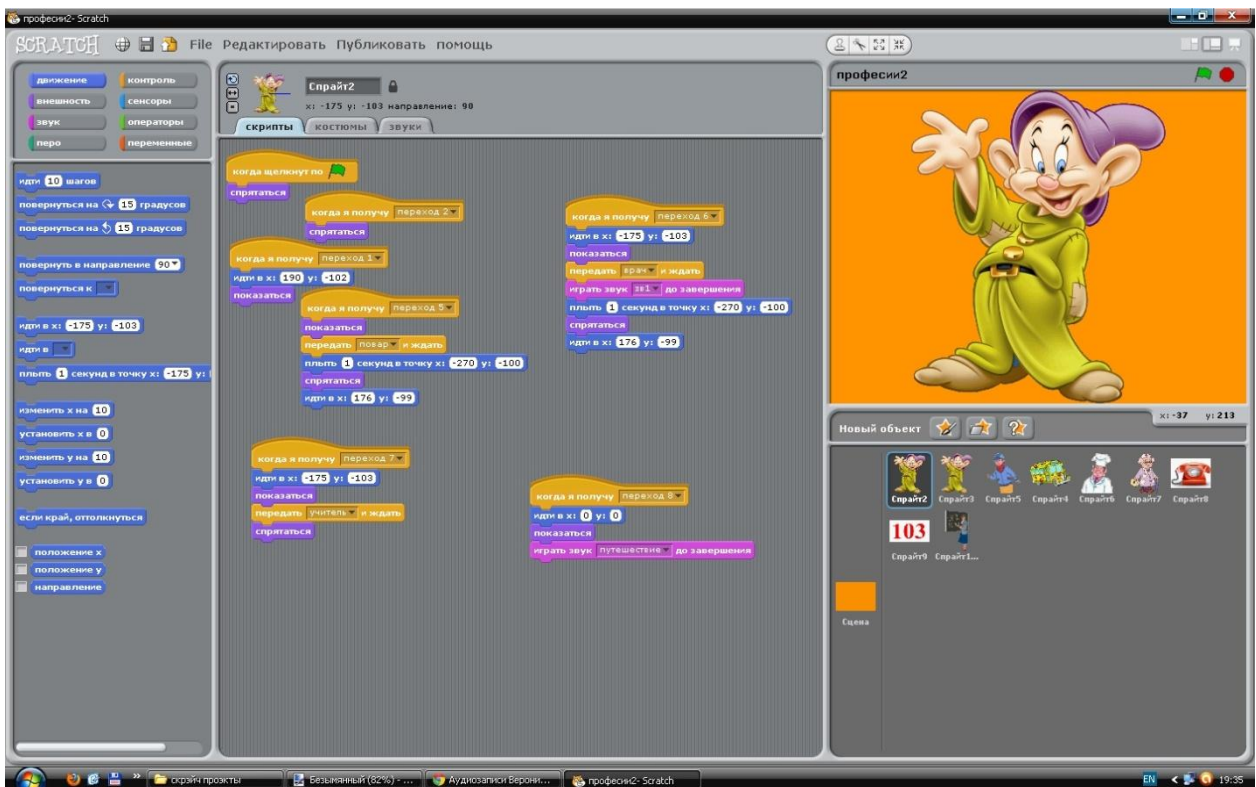 професии2- Scratch
SCRATCH File Редактировать Публиковать помощь
движение контроль
внешность сенсоры
звук операторы
перо переменные
Спрайт2
x: -175 y: -103 направление: 90
скрипты костюмы звуки
идти 10 шагов
повернуться на 15 градусов
повернуться на 15 градусов
повернуть в направление 90
повернуться к
идти в x: -175 y: -103
идти в
плыть 1 секунд в точку x: -175 y:
изменить x на 10
установить x в 0
изменить y на 10
установить y в 0
если край, оттолкнуться
положение x
положение y
направление
когда щелкнут по
спрятаться
когда я получу переход 2
спрятаться
когда я получу переход 1
идти в x: 190 y: -102
показаться
когда я получу переход 5
показаться
передать повар и ждать
плыть 1 секунд в точку x: -270 y: -100
спрятаться
идти в x: 176 y: -99
когда я получу переход 6
идти в x: -175 y: -103
показаться
передать врач и ждать
играть звук зв1 до завершения
плыть 1 секунд в точку x: -270 y: -100
спрятаться
идти в x: 176 y: -99
когда я получу переход 7
идти в x: -175 y: -103
показаться
передать учитель и ждать
спрятаться
когда я получу переход 8
идти в x: 0 y: 0
показаться
играть звук путешествие до завершения
професии2
x: -37 y: 213
Новый объект
Спрайт2 Спрайт3 Спрайт5 Спрайт4 Спрайт6 Спрайт7 Спрайт8
103
Спрайт9 Спрайт1...
Сцена
скрэйч проэкты
Безымянный (82%) - ...
Аудиозаписи Верони...
професии2- Scratch
EN 19:35